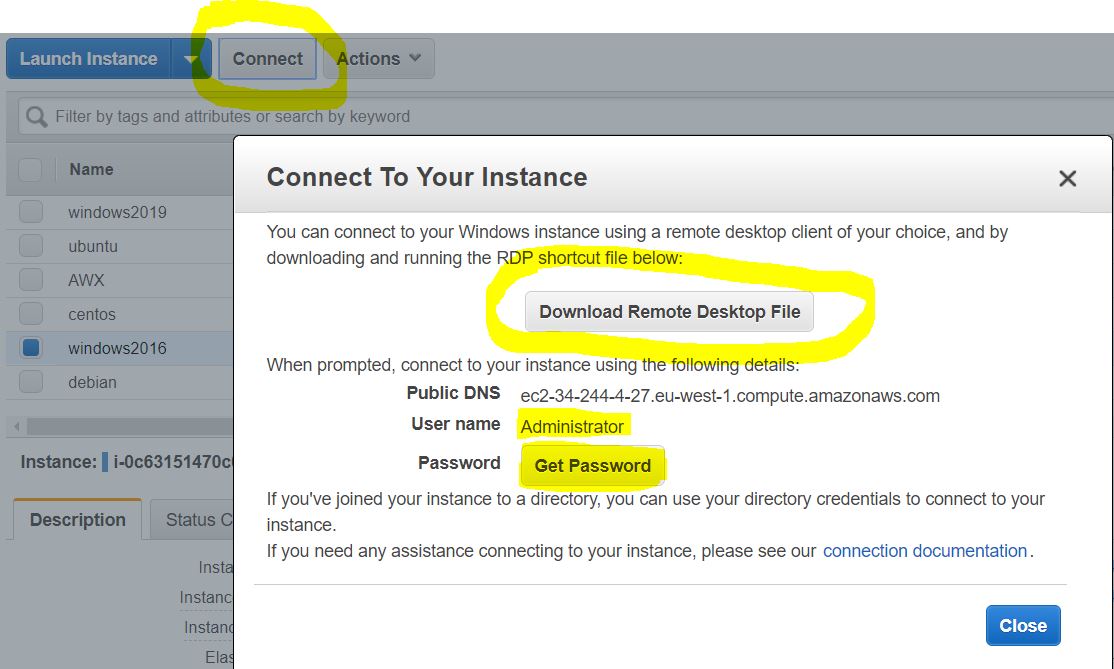 Launch Instance Connect Actions
Filter by tags and attributes or search by keyword
Name
windows2019
ubuntu
AWX
centos
windows2016
debian
Instance: i-0c63151470c
Description Status C
Insta
Instanc
Instanc
Elas
Connect To Your Instance
You can connect to your Windows instance using a remote desktop client of your choice, and by
downloading and running the RDP shortcut file below:
Download Remote Desktop File
When prompted, connect to your instance using the following details:
Public DNS ec2-34-244-4-27.eu-west-1.compute.amazonaws.com
User name Administrator
Password Get Password
If you've joined your instance to a directory, you can use your directory credentials to connect to your
instance.
If you need any assistance connecting to your instance, please see our connection documentation.
Close